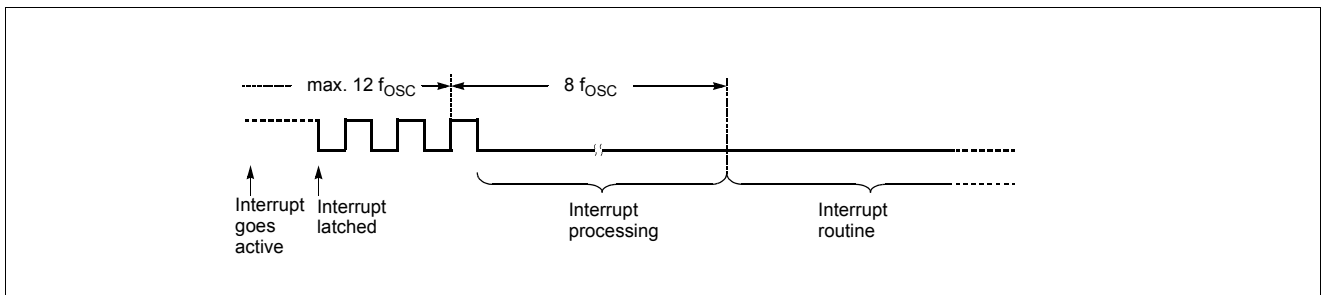 max. 12 fOSC
8 fOSC
Interrupt
goes
active
Interrupt
latched
Interrupt
processing
Interrupt
routine